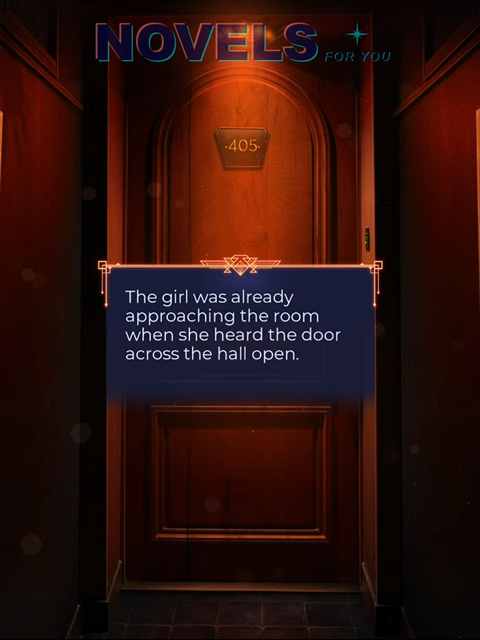 NOVELS
FOR YOU
·405·
The girl was already
approaching the room
when she heard the door
across the hall open.